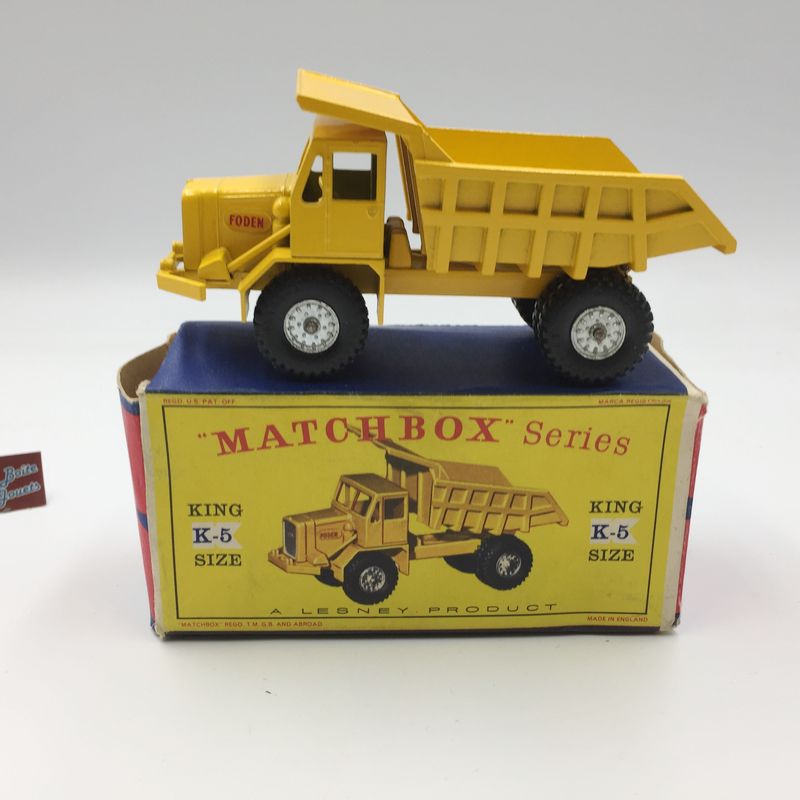 FODEN
REGD. U.S. PAT. OFF.
"MATCHBOX" Series
KING
K-5
SIZE
FODEN
KING
K-5
SIZE
A LESNEY PRODUCT
"MATCHBOX" REGD. T.M. G.B. AND ABROAD
MADE IN ENGLAND
MARCA
Boîte
Jouets